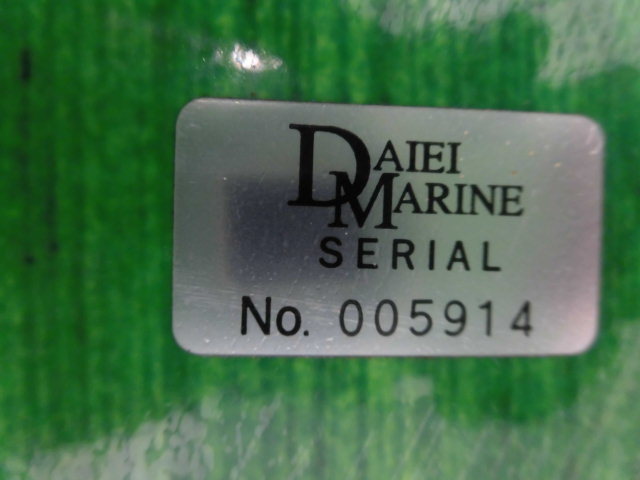 DAIEI
MARINE
SERIAL
No. 005914